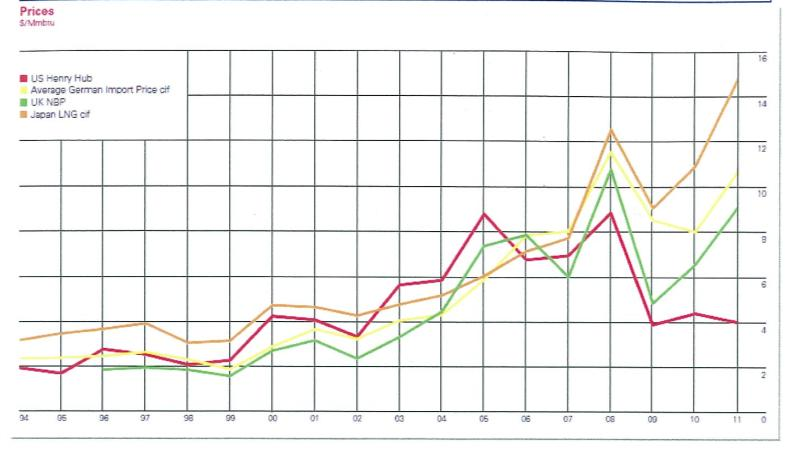 Prices
$/Mmbtu
US Henry Hub
Average German Import Price cif
UK NBP
Japan LNG cif
16
14
12
10
8
6
4
2
0
94 95 96 97 98 99 00 01 02 03 04 05 06 07 08 09 10 11